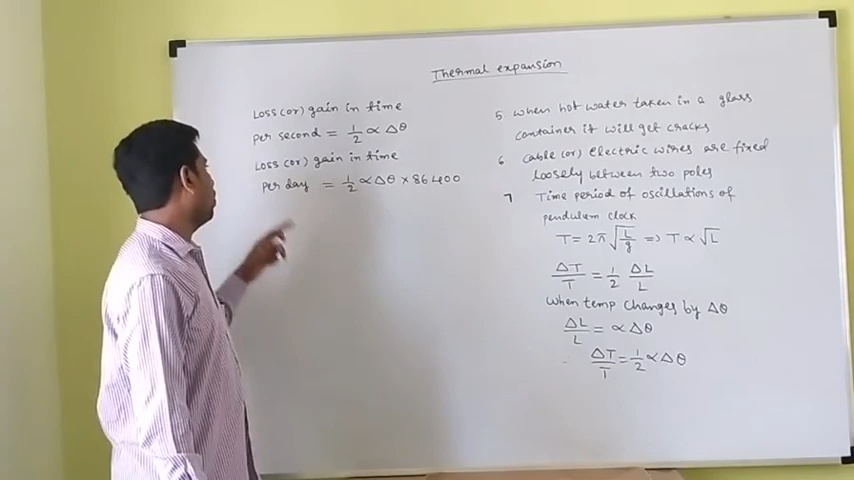 Thermal expansion
Loss (or) gain in time
per second = 1/2 ∝ Δθ
Loss (or) gain in time
per day = 1/2 ∝ Δθ × 86400
5. when hot water taken in a glass
container it will get cracks
6 cable (or) electric wires are fixed
loosely between two poles
7 Time period of oscillations of
pendulam clock
T = 2π √(L/g) => T ∝ √L
ΔT/T = 1/2 ΔL/L
when temp changes by Δθ
ΔL/L = ∝ Δθ
∴ ΔT/T = 1/2 ∝ Δθ